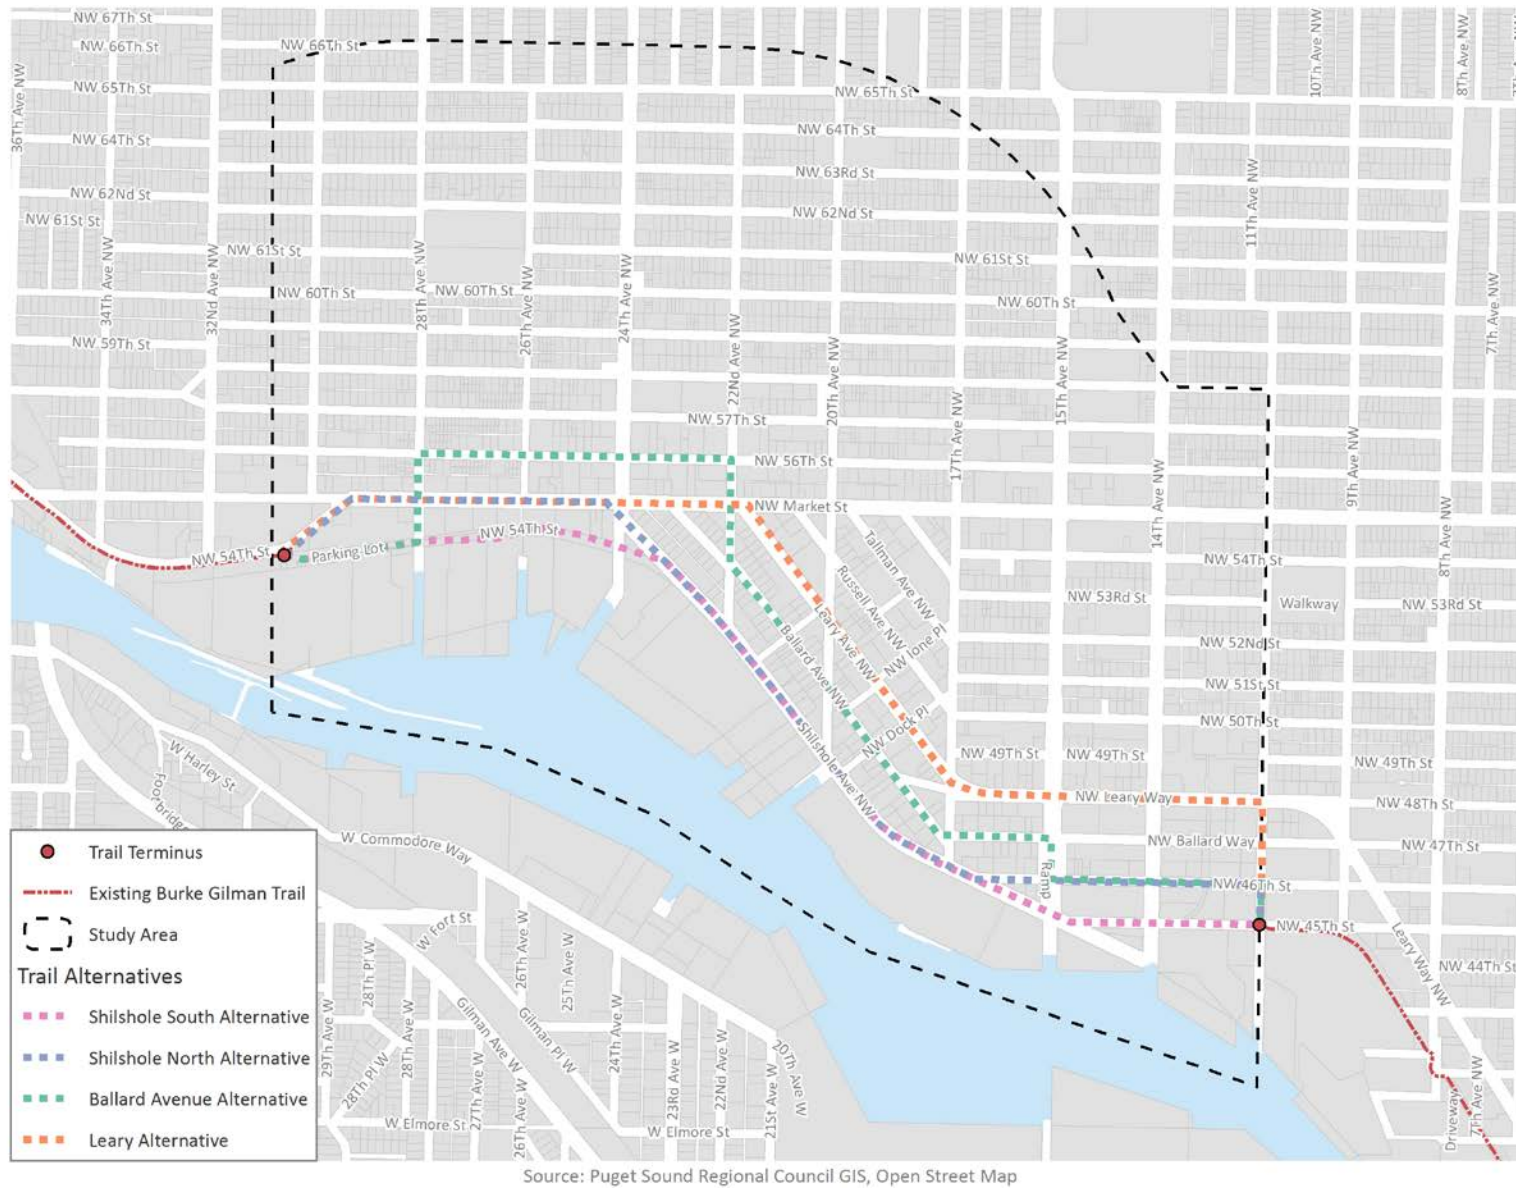 NW 67Th St
NW 66Th St
NW 66Th St
36Th Ave NW
NW 65Th St
NW 65Th St
10Th Ave NW
8Th Ave NW
NW 64Th St
NW 64Th St
NW 63Rd St
NW 62Nd St
NW 62Nd St
11Th Ave NW
NW 61St St
NW 61St St
NW 61St St
34Th Ave NW
32Nd Ave NW
28Th Ave NW
NW 60Th St
NW 60Th St
NW 60Th St
26Th Ave NW
24Th Ave NW
22Nd Ave NW
20Th Ave NW
17Th Ave NW
15Th Ave NW
7Th Ave NW
NW 59Th St
NW 57Th St
NW 56Th St
14Th Ave NW
9Th Ave NW
8Th Ave NW
NW Market St
NW 54Th St
NW 54Th St
Parking Lot
NW 54Th St
Tallman Ave NW
Russell Ave NW
NW Ione Pl
Leary Ave NW
Ballard Ave NW
NW Dock Pl
Shilshole Ave NW
NW 53Rd St
Walkway
NW 53Rd St
NW 52Nd St
NW 51St St
NW 50Th St
NW 49Th St
NW 49Th St
NW 49Th St
NW Leary Way
NW 48Th St
NW Ballard Way
NW 47Th St
Ramp
NW 46Th St
NW 45Th St
NW 44Th St
Leary Way NW
Driveway
7Th Ave NW
W Harley St
W Commodore Way
W Fort St
Gilman Ave W
Gilman Pl W
29Th Ave W
28Th Pl W
28Th Pl W
28Th Ave W
27Th Ave W
26Th Ave W
26Th Ave W
25Th Ave W
24Th Ave W
23Rd Ave W
22Nd Ave W
21St Ave W
20Th Ave W
W Elmore St
W Elmore St
Trail Terminus
Existing Burke Gilman Trail
Study Area
Trail Alternatives
Shilshole South Alternative
Shilshole North Alternative
Ballard Avenue Alternative
Leary Alternative
Source: Puget Sound Regional Council GIS, Open Street Map